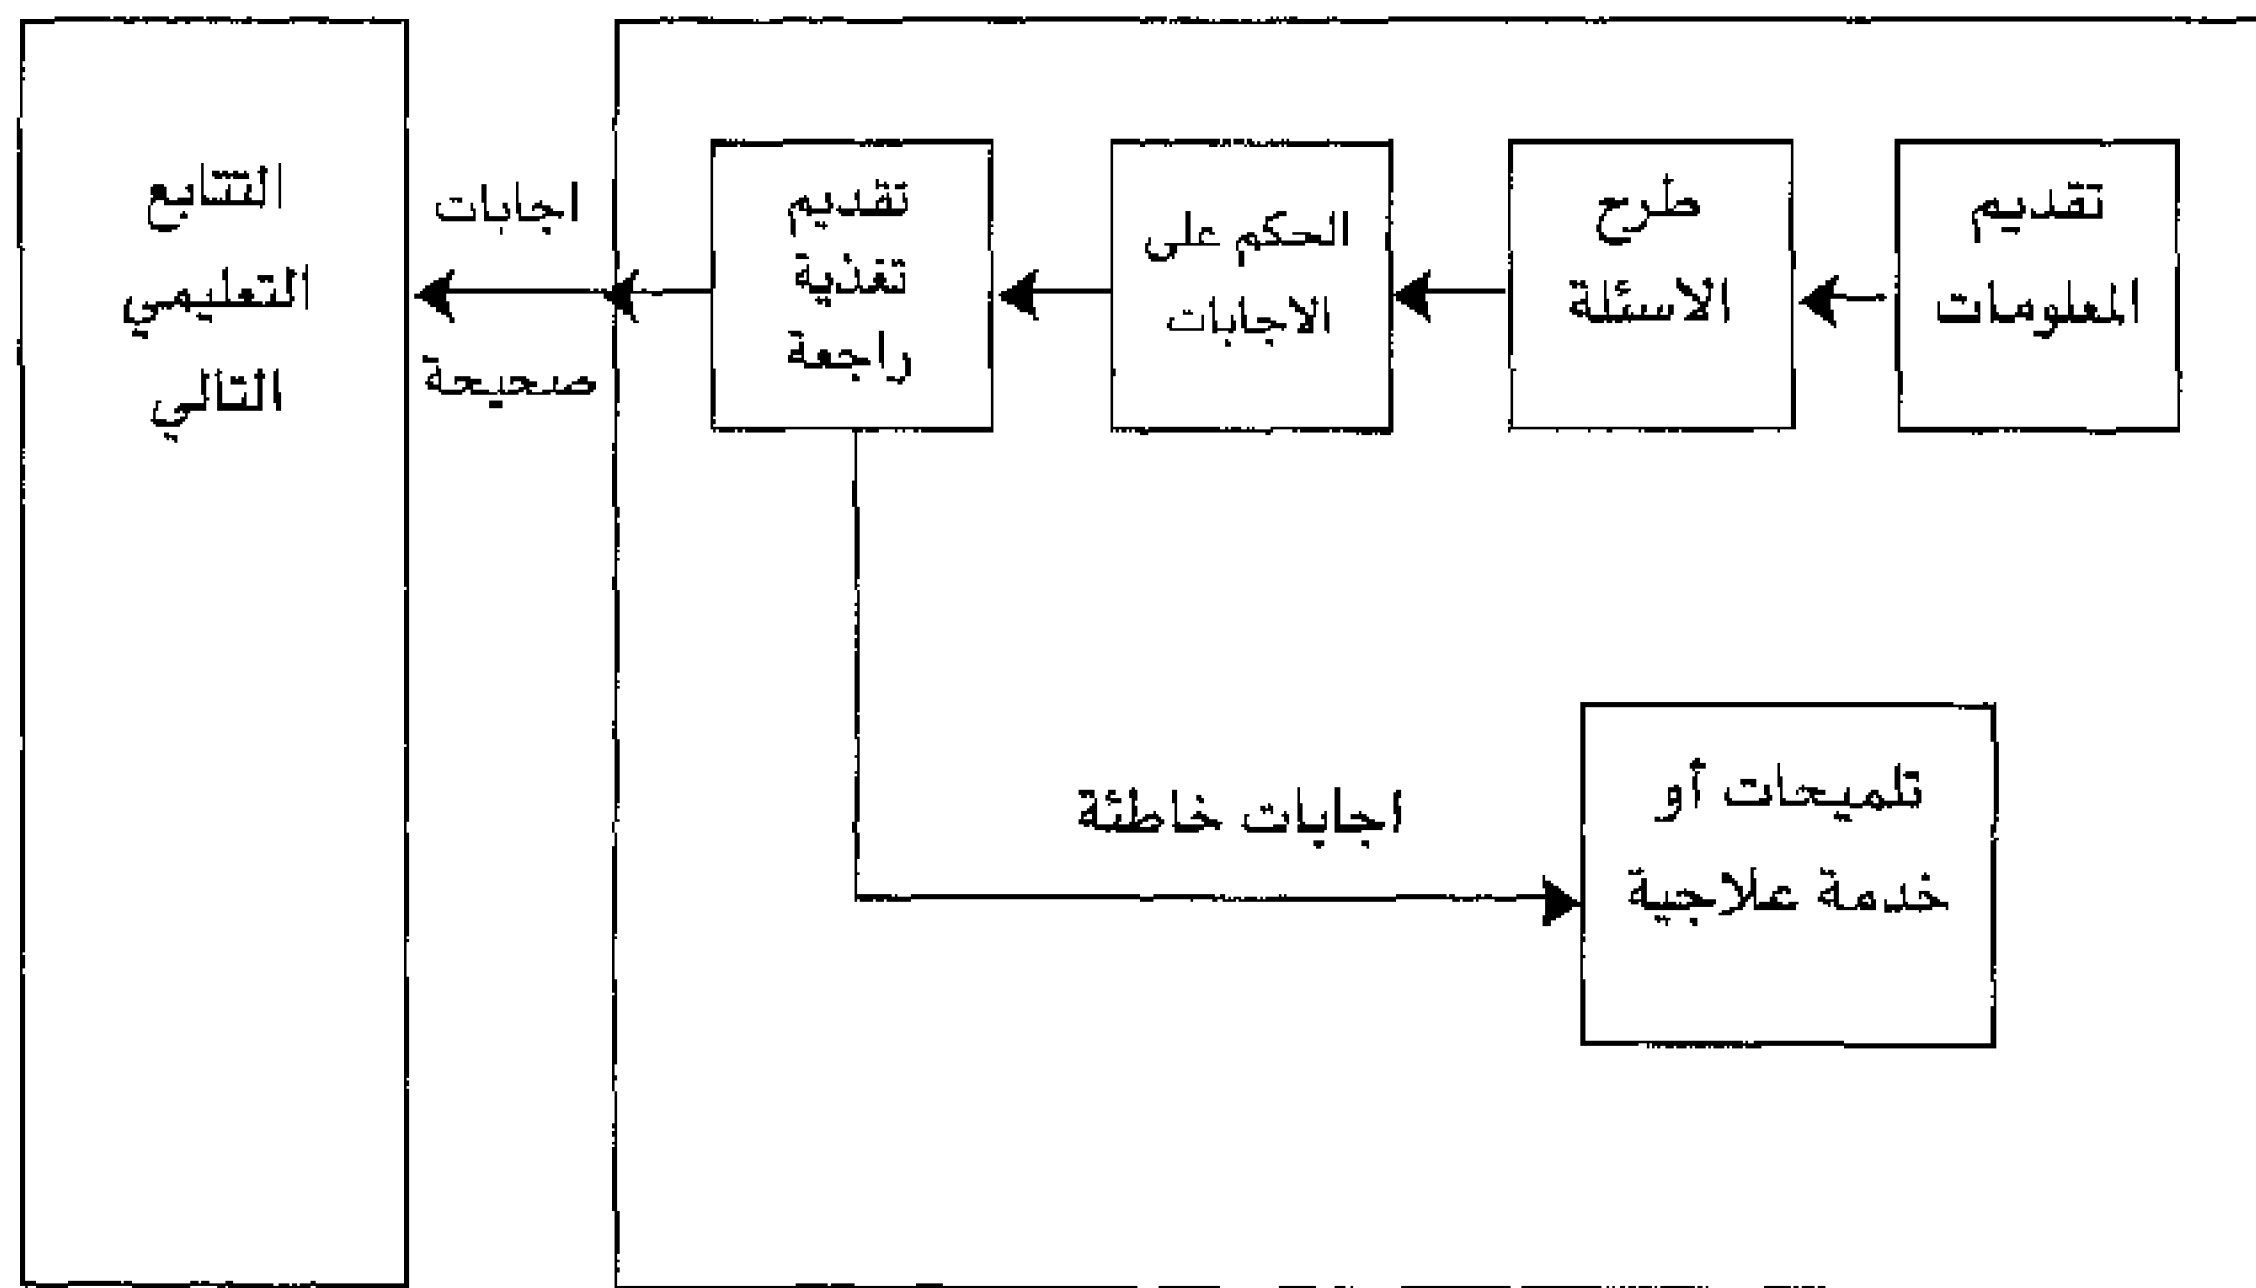 تقديم
المعلومات
طرح
الاسئلة
الحكم على
الاجابات
تقديم
تغذية
راجعة
اجابات
صحيحة
التتابع
التعليمي
التالي
اجابات خاطئة
تلميحات أو
خدمة علاجية